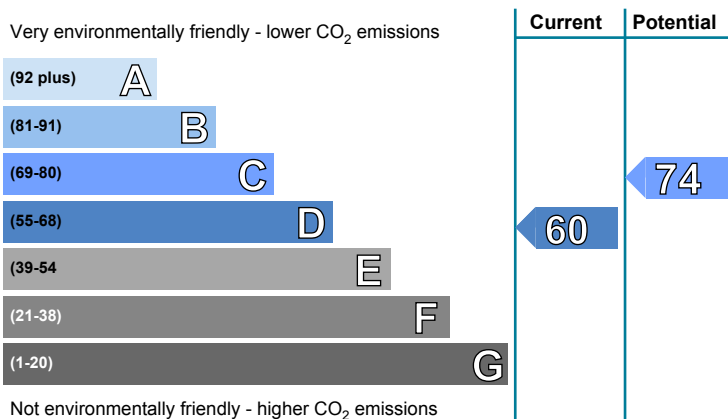 Current Potential
Very environmentally friendly - lower CO2 emissions
(92 plus) A
(81-91) B
(69-80) C
74
(55-68) D
60
(39-54 E
(21-38) F
(1-20) G
Not environmentally friendly - higher CO2 emissions